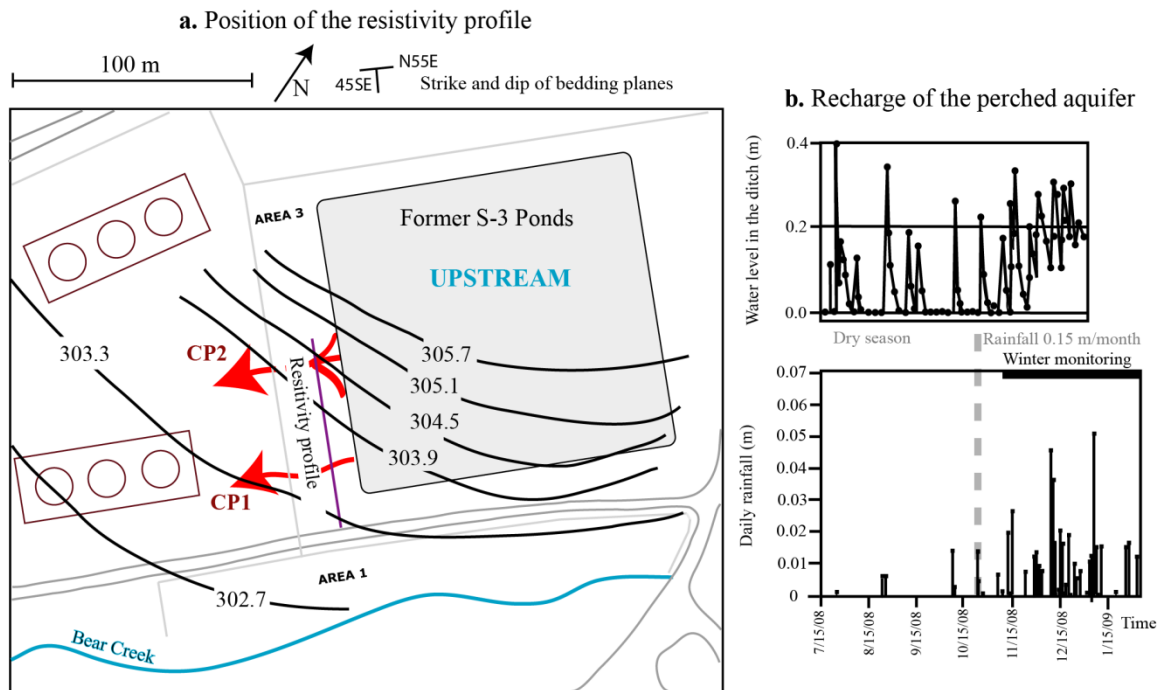 a. Position of the resistivity profile
100 m
N
N55E
45SE
Strike and dip of bedding planes
AREA 3
Former S-3 Ponds
UPSTREAM
303.3
CP2
305.7
305.1
304.5
303.9
Resitivity profile
CP1
AREA 1
302.7
Bear Creek
b. Recharge of the perched aquifer
Water level in the ditch (m)
0.4
0.2
0.0
Dry season
Rainfall 0.15 m/month
Winter monitoring
Daily rainfall (m)
0.07
0.06
0.05
0.04
0.03
0.02
0.01
0
7/15/08
8/15/08
9/15/08
10/15/08
11/15/08
12/15/08
1/15/09
Time